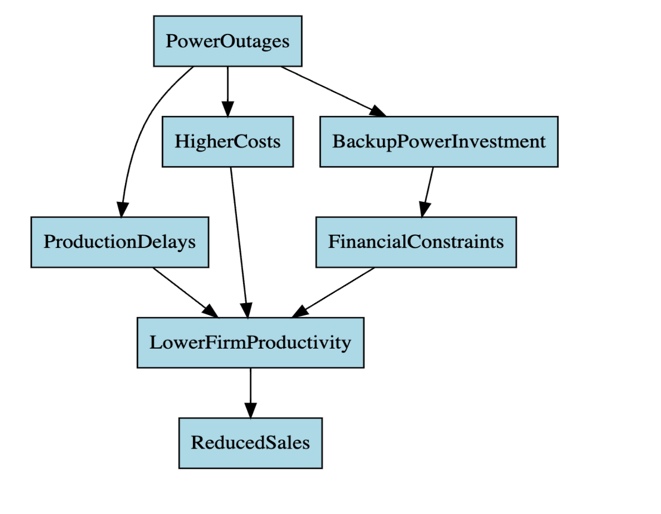 PowerOutages
HigherCosts
BackupPowerInvestment
ProductionDelays
FinancialConstraints
LowerFirmProductivity
ReducedSales